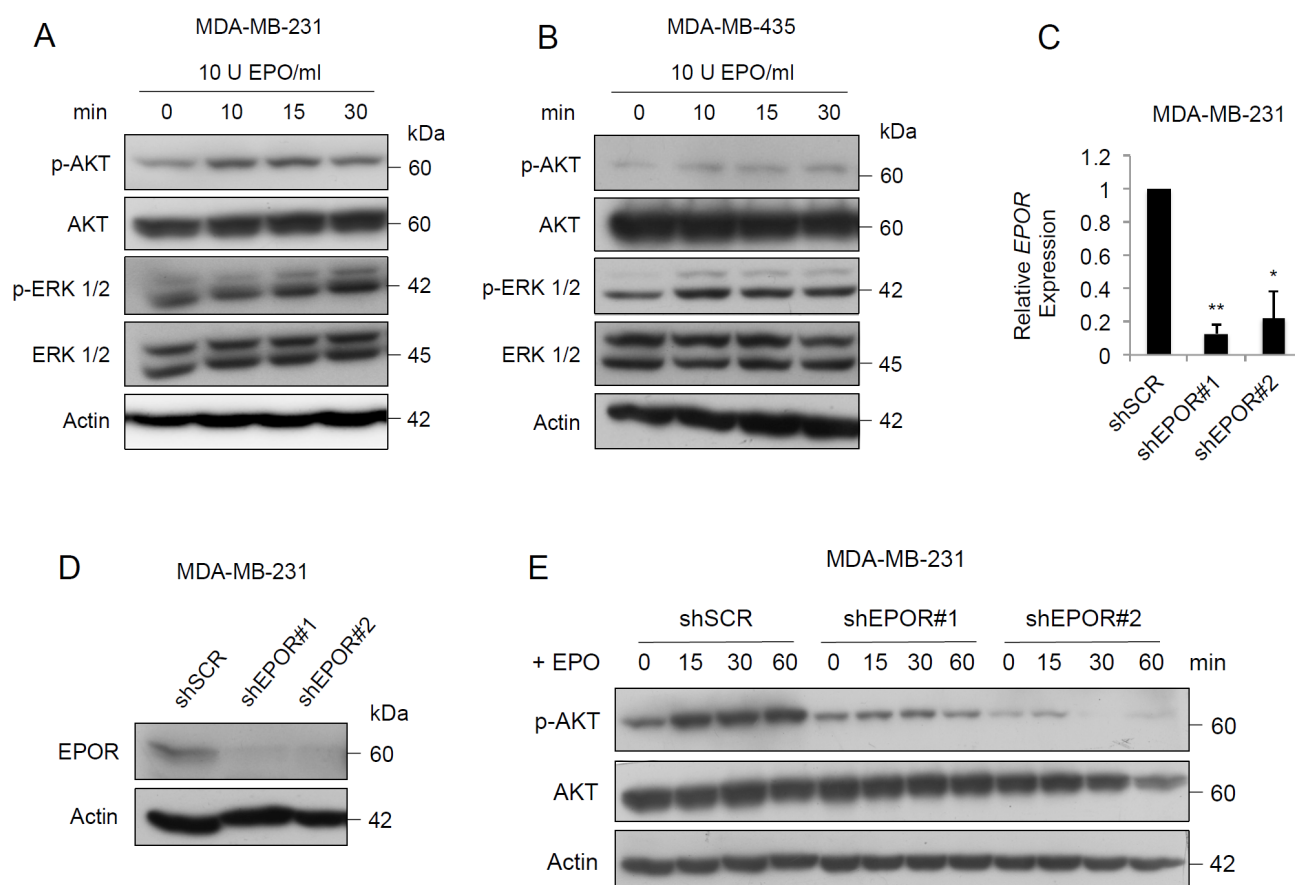 A
MDA-MB-231
10 U EPO/ml
min 0 10 15 30
kDa
p-AKT 60
AKT 60
p-ERK 1/2 42
ERK 1/2 45
Actin 42
B
MDA-MB-435
10 U EPO/ml
min 0 10 15 30
kDa
p-AKT 60
AKT 60
p-ERK 1/2 42
ERK 1/2 45
Actin 42
C
MDA-MB-231
Relative EPOR
Expression
1.2
1
0.8
0.6
0.4
0.2
0
** *
shSCR shEPOR#1 shEPOR#2
D
MDA-MB-231
shSCR shEPOR#1 shEPOR#2
kDa
EPOR 60
Actin 42
E
MDA-MB-231
shSCR shEPOR#1 shEPOR#2
+ EPO 0 15 30 60 0 15 30 60 0 15 30 60 min
p-AKT 60
AKT 60
Actin 42